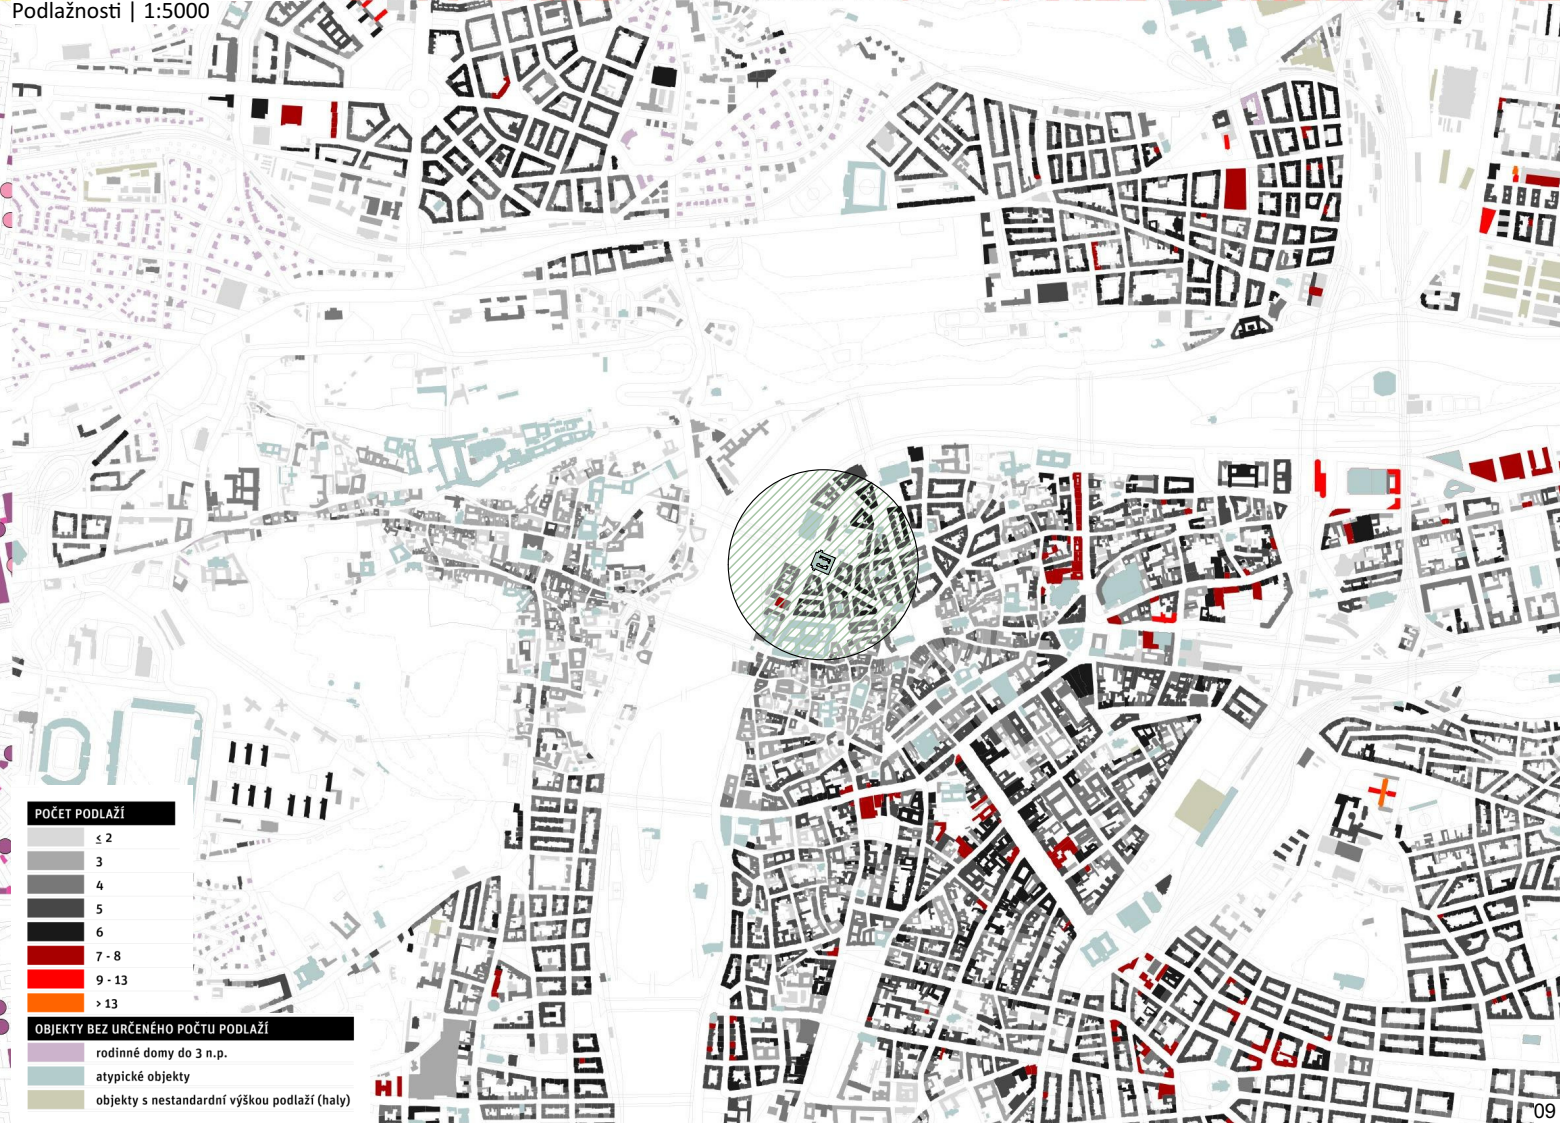 Podlažnosti | 1:5000
POČET PODLAŽÍ
≤ 2
3
4
5
6
7 - 8
9 - 13
> 13
OBJEKTY BEZ URČENÉHO POČTU PODLAŽÍ
rodinné domy do 3 n.p.
atypické objekty
objekty s nestandardní výškou podlaží (haly)
09